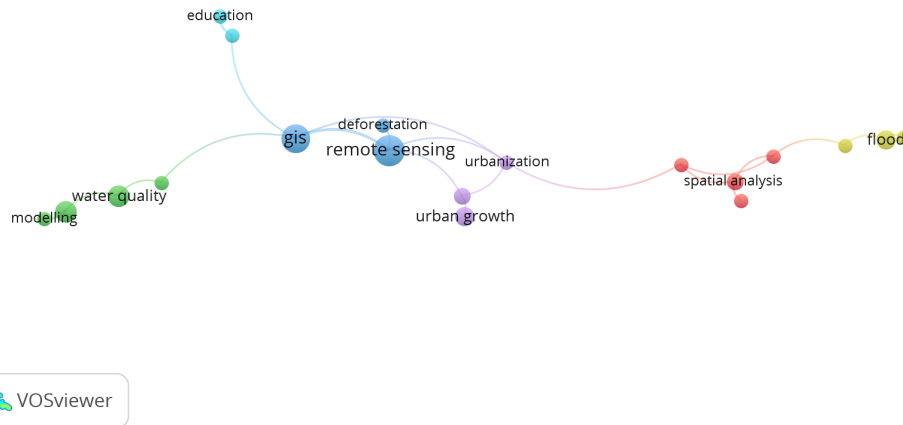 education
deforestation
gis
remote sensing
urbanization
flood
spatial analysis
water quality
modelling
urban growth
VOSviewer